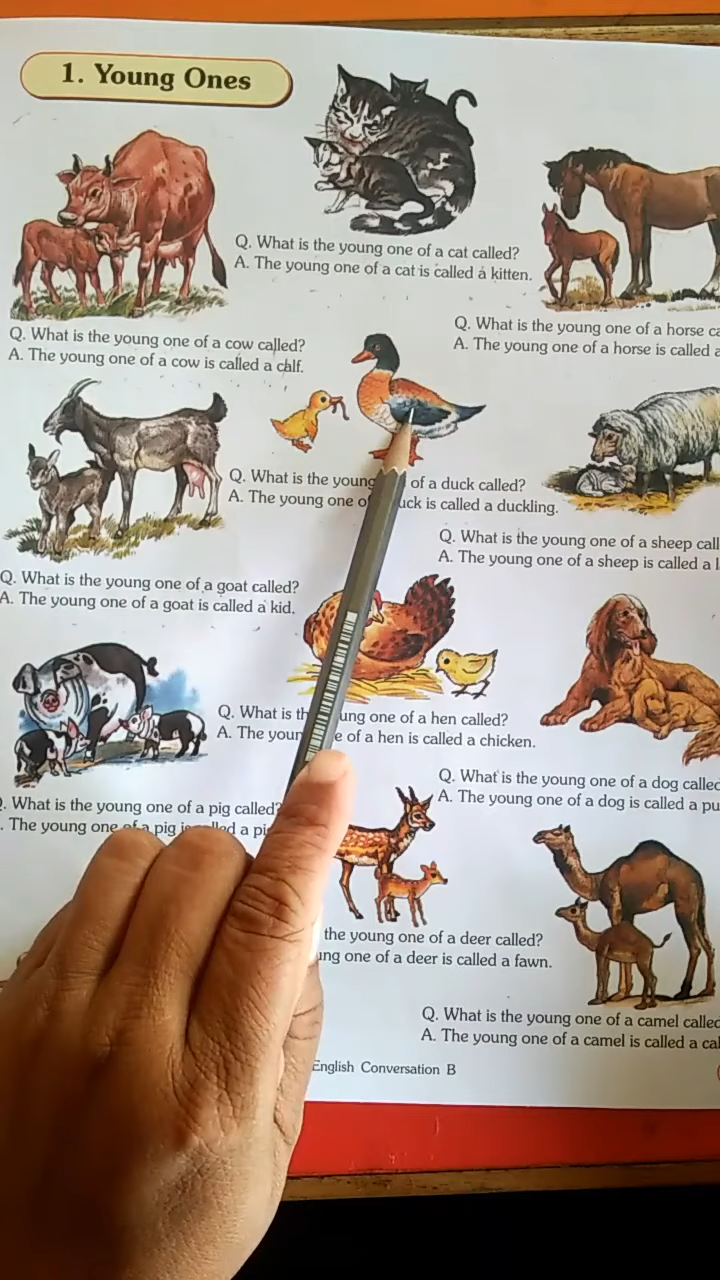 1. Young Ones
Q. What is the young one of a cat called?
A. The young one of a cat is called a kitten.
Q. What is the young one of a cow called?
A. The young one of a cow is called a calf.
Q. What is the young one of a horse
A. The young one of a horse is called
Q. What is the young of a duck called?
A. The young one is called a duckling.
Q. What is the young one of a sheep
A. The young one of a sheep is called a
Q. What is the young one of a goat called?
A. The young one of a goat is called a kid.
Q. What is one of a hen called?
A. The of a hen is called a chicken.
Q. What is the young one of a dog
A. The young one of a dog is called a
. What is the young one of a pig called?
. The young one of a pig is a
the young one of a deer called?
one of a deer is called a fawn.
Q. What is the young one of a camel
A. The young one of a camel is called a
English Conversation B